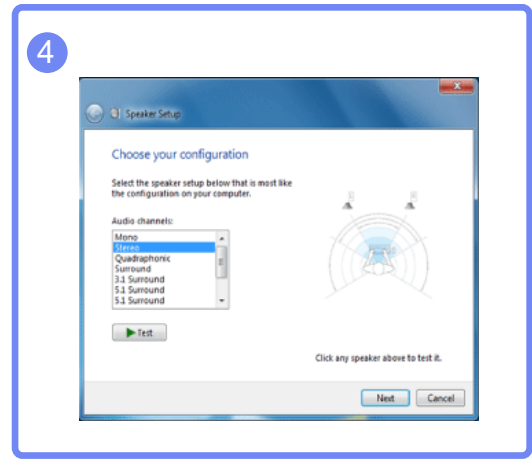 4
Speaker Setup
Choose your configuration
Select the speaker setup below that is most like
the configuration on your computer.
Audio channels:
Mono
Stereo
Quadraphonic
Surround
3.1 Surround
5.1 Surround
5.1 Surround
Test
Click any speaker above to test it.
Next
Cancel